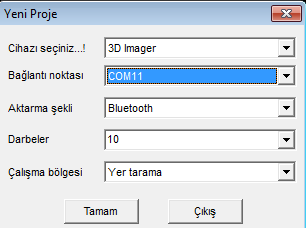 Yeni Proje
Cihazı seçiniz...! 3D Imager
Bağlantı noktası COM11
Aktarma şekli Bluetooth
Darbeler 10
Çalışma bölgesi Yer tarama
Tamam Çıkış